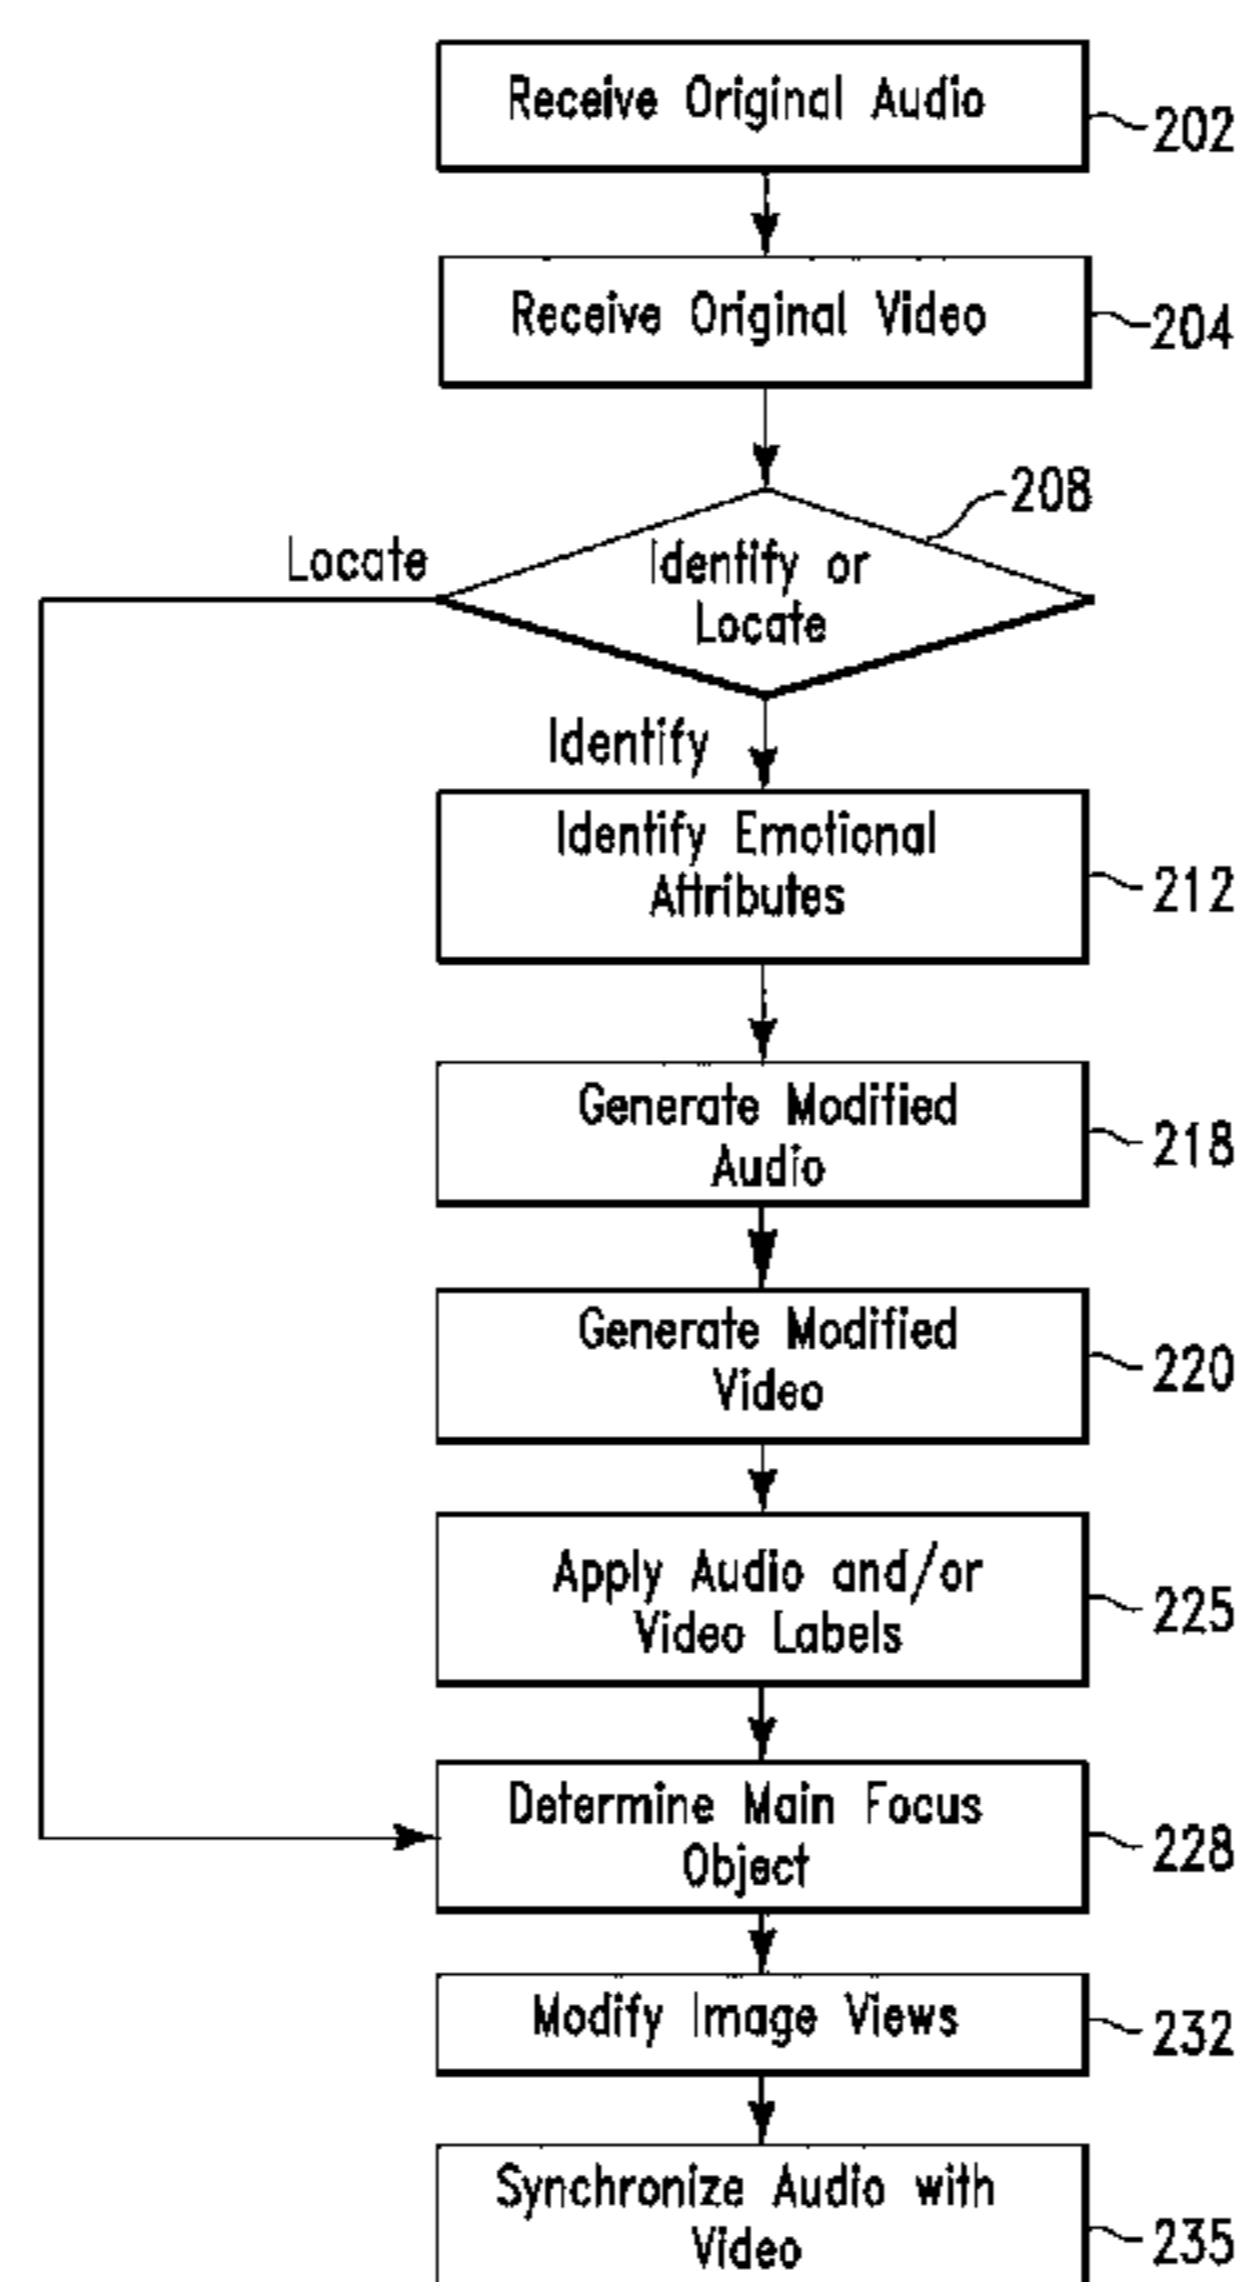 Receive Original Audio
202
Receive Original Video
204
208
Locate
Identify or
Locate
Identify
Identify Emotional
Attributes
212
Generate Modified
Audio
218
Generate Modified
Video
220
Apply Audio and/or
Video Labels
225
Determine Main Focus
Object
228
Modify Image Views
232
Synchronize Audio with
Video
235